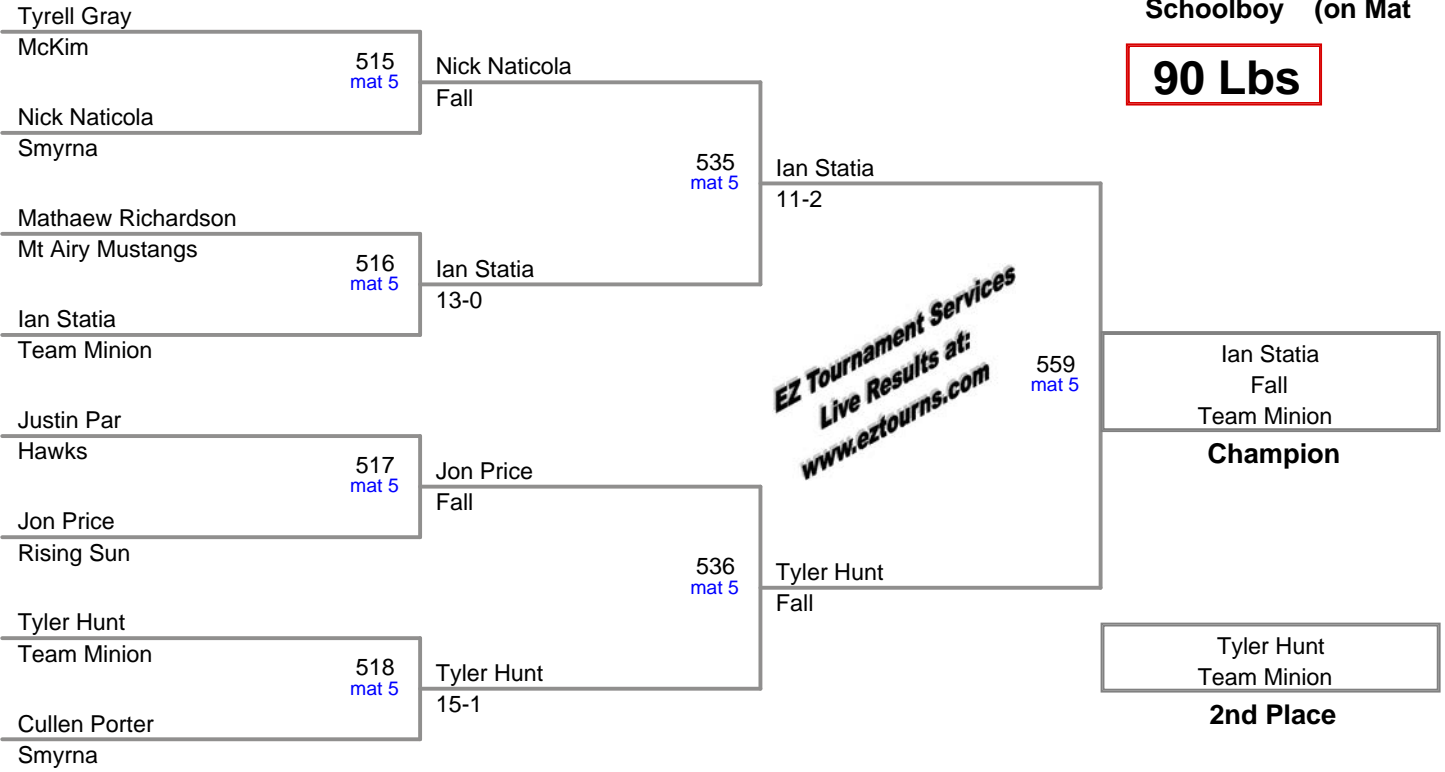 Schoolboy (on Mat
90 Lbs
Tyrell Gray
McKim
515
mat 5
Nick Naticola
Fall
Nick Naticola
Smyrna
535
mat 5
Ian Statia
11-2
Mathaew Richardson
Mt Airy Mustangs
516
mat 5
Ian Statia
13-0
Ian Statia
Team Minion
EZ Tournament Services
Live Results at:
www.eztourns.com
559
mat 5
Ian Statia
Fall
Team Minion
Champion
Justin Par
Hawks
517
mat 5
Jon Price
Fall
Jon Price
Rising Sun
536
mat 5
Tyler Hunt
Fall
Tyler Hunt
Team Minion
518
mat 5
Tyler Hunt
15-1
Cullen Porter
Smyrna
Tyler Hunt
Team Minion
2nd Place